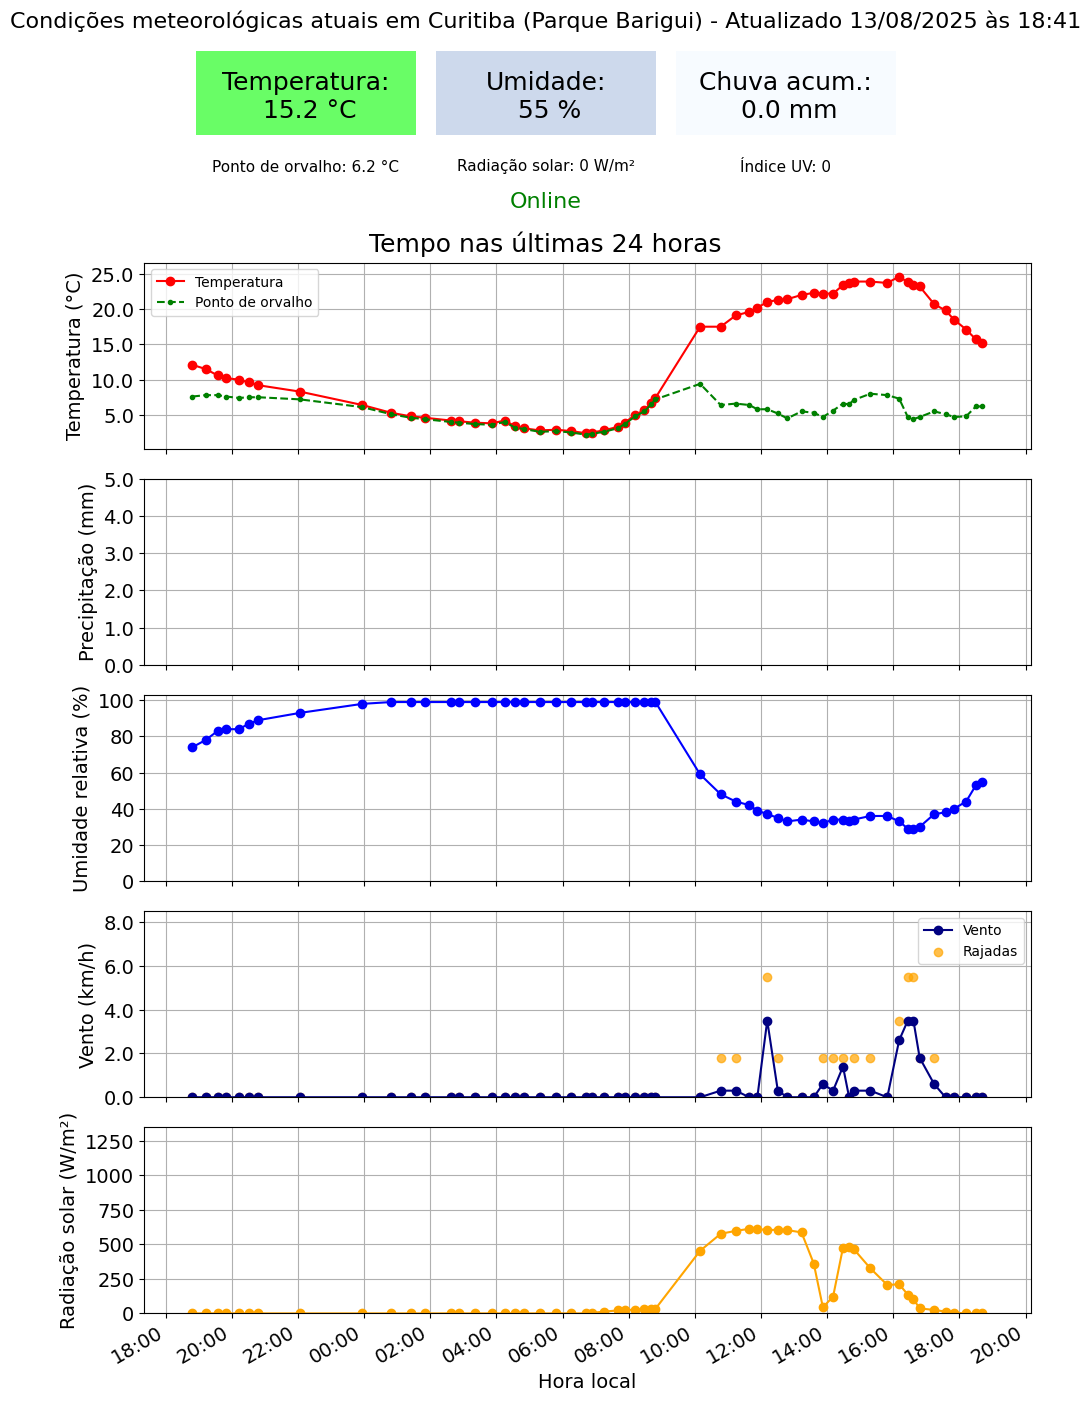 Condições meteorológicas atuais em Curitiba (Parque Barigui) - Atualizado 13/08/2025 às 18:41
Temperatura:
15.2 °C
Umidade:
55 %
Chuva acum.:
0.0 mm
Ponto de orvalho: 6.2 °C
Radiação solar: 0 W/m²
Índice UV: 0
Online
Tempo nas últimas 24 horas
Temperatura (°C)
25.0
20.0
15.0
10.0
5.0
Temperatura
Ponto de orvalho
Precipitação (mm)
5.0
4.0
3.0
2.0
1.0
0.0
Umidade relativa (%)
100
80
60
40
20
0
Vento (km/h)
8.0
6.0
4.0
2.0
0.0
Vento
Rajadas
Radiação solar (W/m²)
1250
1000
750
500
250
0
18:00 20:00 22:00 00:00 02:00 04:00 06:00 08:00 10:00 12:00 14:00 16:00 18:00 20:00
Hora local